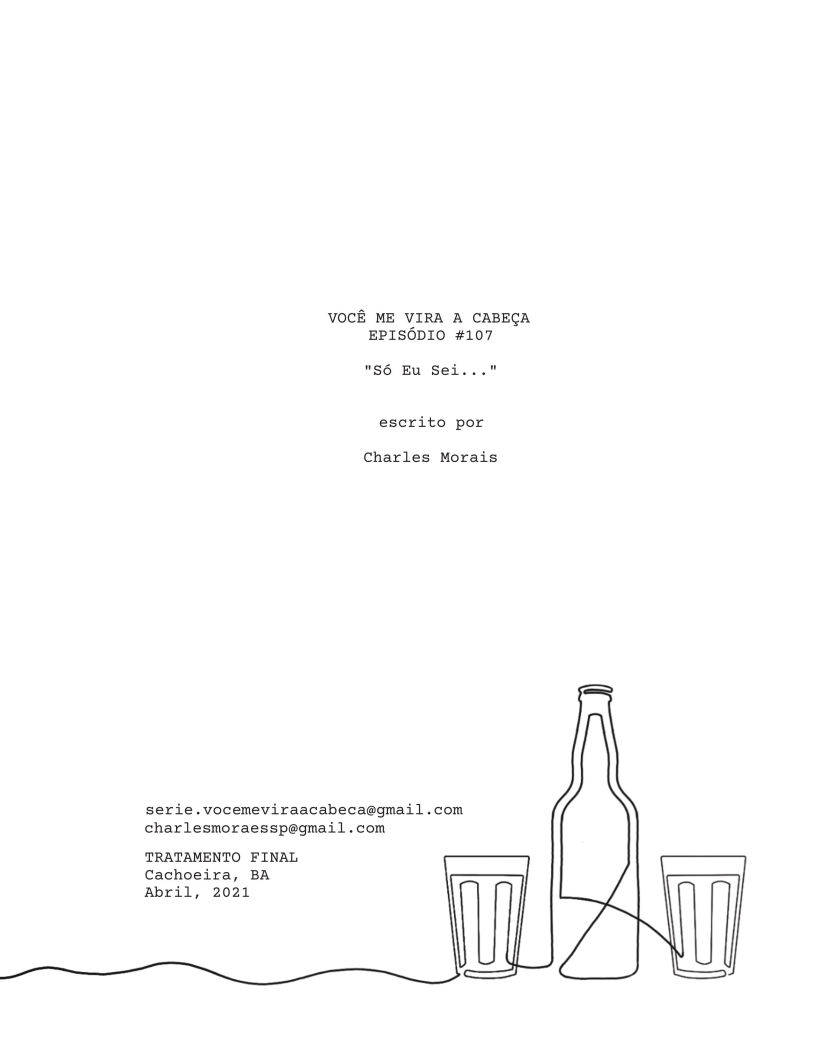 VOCÊ ME VIRA A CABEÇA
EPISÓDIO #107
"Só Eu Sei..."
escrito por
Charles Morais
serie.vocemeviraacabeca@gmail.com
charlesmoraessp@gmail.com
TRATAMENTO FINAL
Cachoeira, BA
Abril, 2021